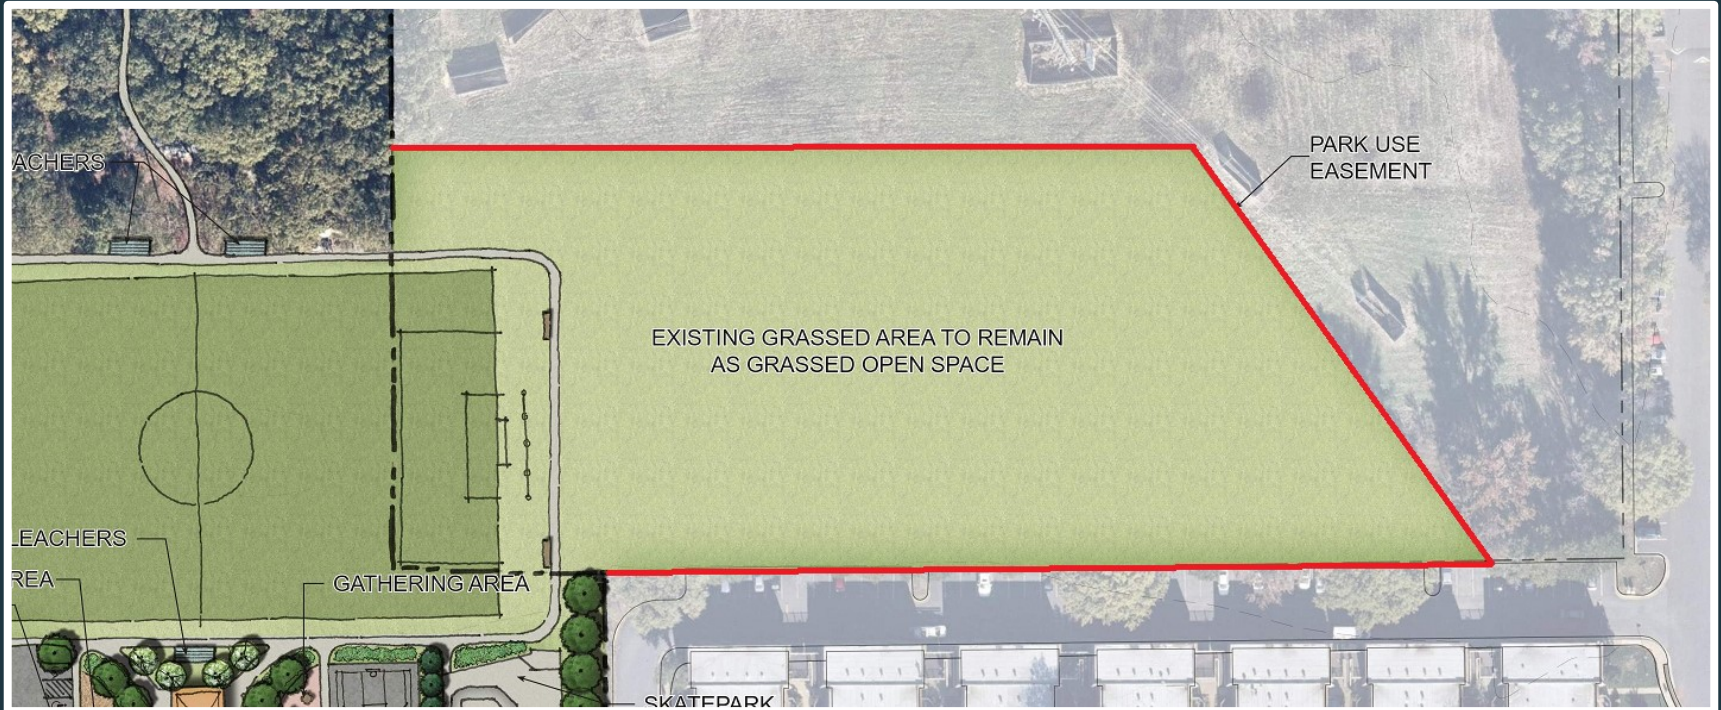 PARK USE
EASEMENT
ACHERS
EXISTING GRASSED AREA TO REMAIN
AS GRASSED OPEN SPACE
LEACHERS
REA
GATHERING AREA
SKATEPARK